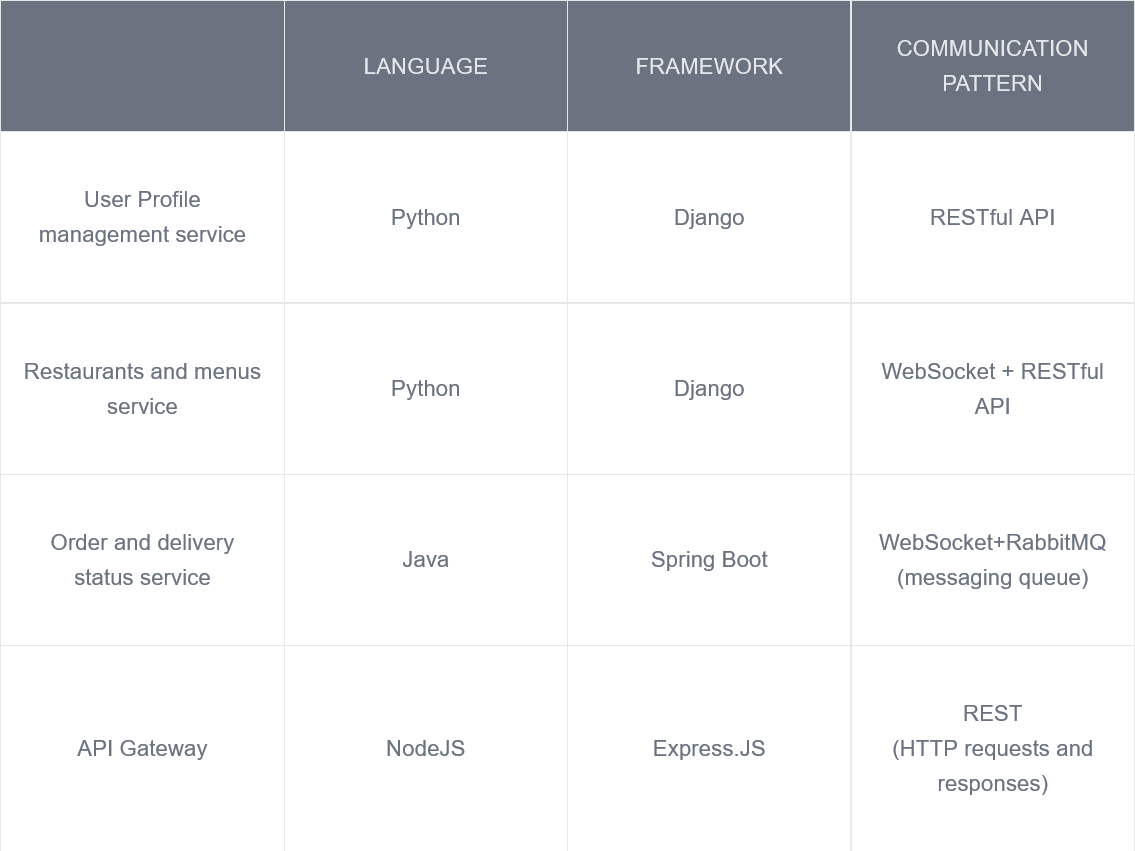 LANGUAGE
FRAMEWORK
COMMUNICATION
PATTERN
User Profile
management service
Python
Django
RESTful API
Restaurants and menus
service
Python
Django
WebSocket + RESTful
API
Order and delivery
status service
Java
Spring Boot
WebSocket+RabbitMQ
(messaging queue)
API Gateway
NodeJS
Express.JS
REST
(HTTP requests and
responses)